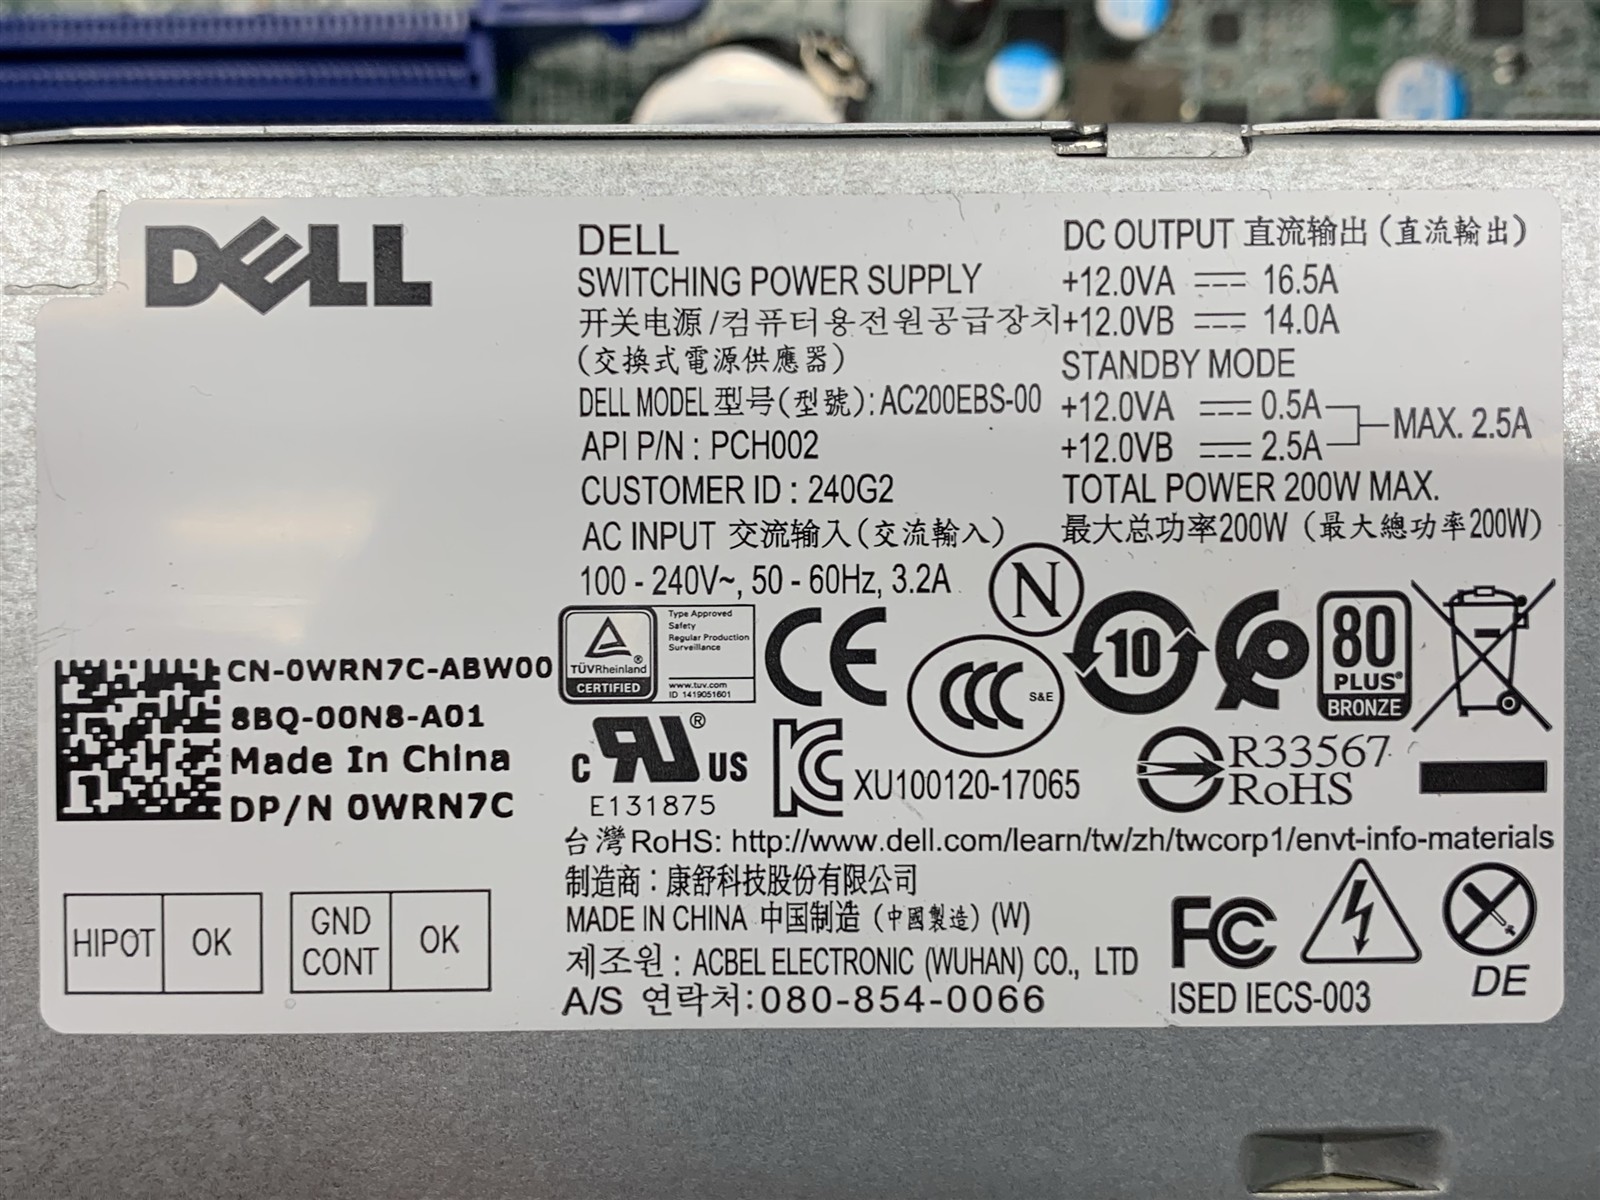 DELL
DELL
SWITCHING POWER SUPPLY
开关电源/컴퓨터용전원공급장치
(交換式電源供應器)
DELL MODEL 型号(型號): AC200EBS-00
API P/N : PCH002
CUSTOMER ID : 240G2
AC INPUT 交流输入(交流輸入)
100 - 240V~, 50 - 60Hz, 3.2A
DC OUTPUT 直流输出(直流輸出)
+12.0VA ⎓ 16.5A
+12.0VB ⎓ 14.0A
STANDBY MODE
+12.0VA ⎓ 0.5A
+12.0VB ⎓ 2.5A
MAX. 2.5A
TOTAL POWER 200W MAX.
最大总功率200W (最大總功率200W)
N
TÜVRheinland®
CERTIFIED
Type Approved
Safety
Regular Production
Surveillance
www.tuv.com
ID 1419051601
CE
CCC S&E
10
80
PLUS®
BRONZE
CN-0WRN7C-ABW00
8BQ-00N8-A01
Made In China
DP/N 0WRN7C
c UR® US
E131875
KC
XU100120-17065
R33567
RoHS
台灣RoHS: http://www.dell.com/learn/tw/zh/twcorp1/envt-info-materials
制造商：康舒科技股份有限公司
MADE IN CHINA 中国制造 (中國製造) (W)
제조원 : ACBEL ELECTRONIC (WUHAN) CO., LTD
A/S 연락처:080-854-0066
HIPOT OK
GND CONT OK
FC
ISED IECS-003
DE